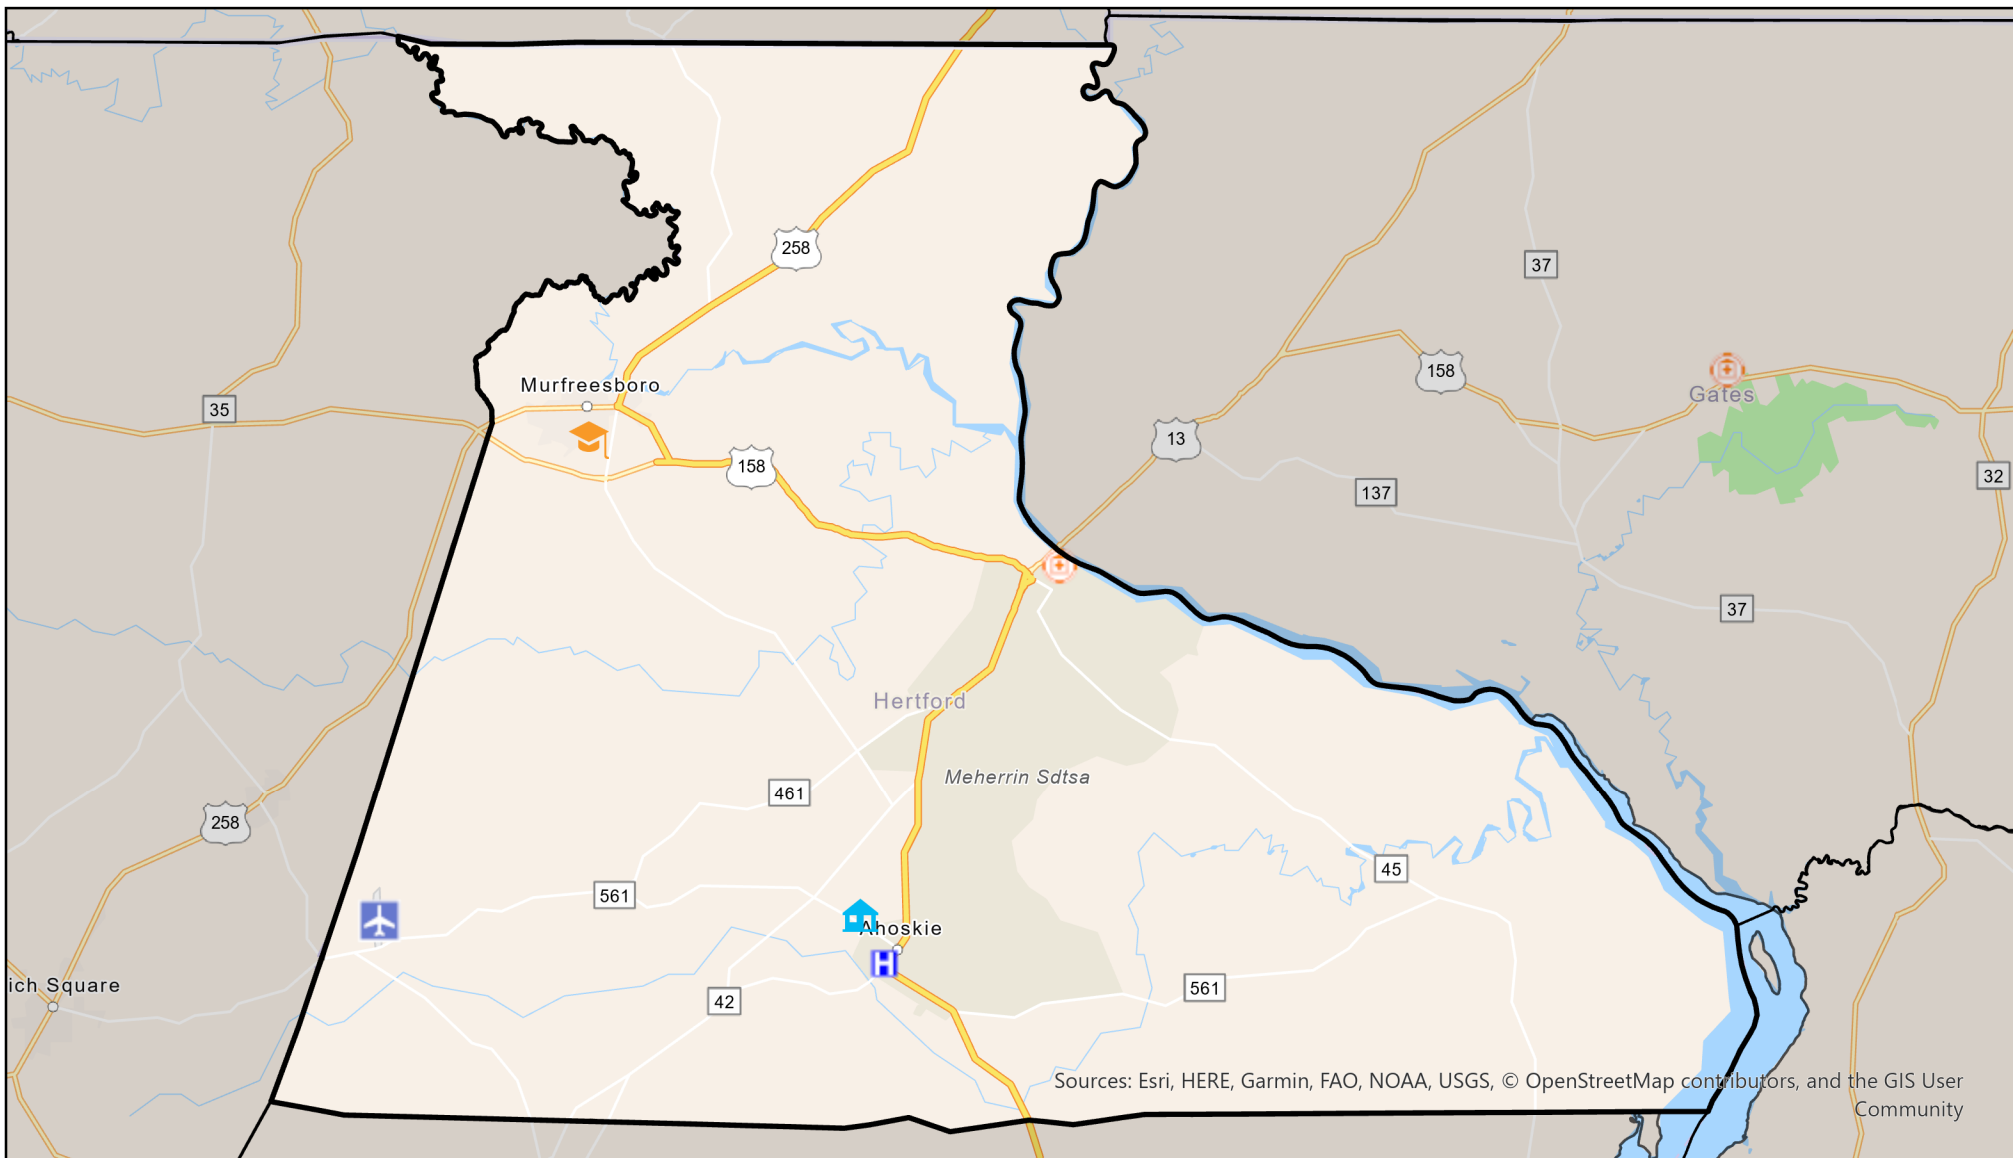 258
37
158
Murfreesboro
Gates
35
13
158
32
137
37
Hertford
Meherrin Sdtsa
461
258
45
561
Ahoskie
H
ich Square
561
42
Sources: Esri, HERE, Garmin, FAO, NOAA, USGS, © OpenStreetMap contributors, and the GIS User
Community